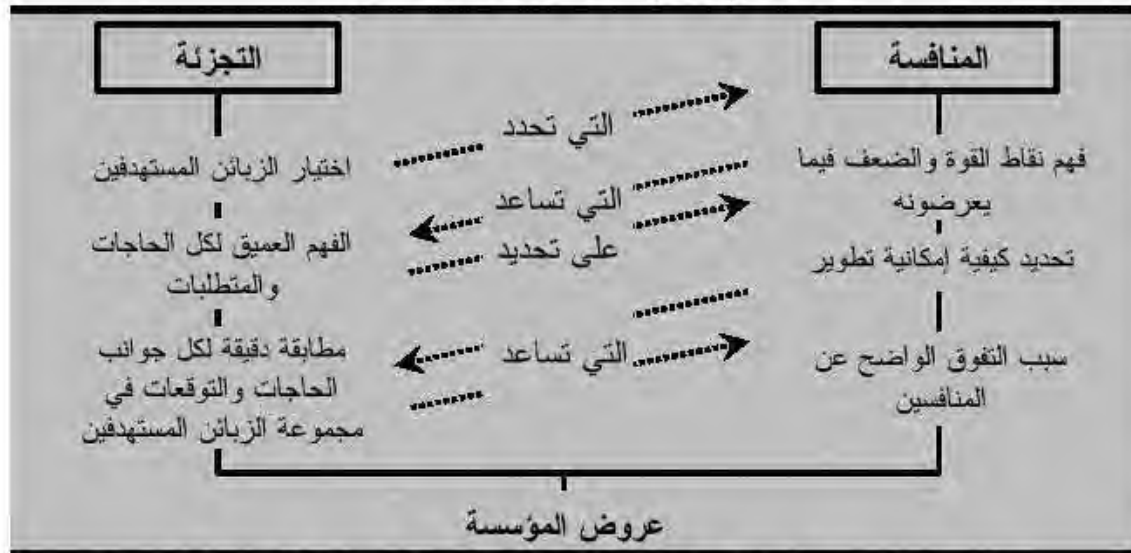 المنافسة
التجزئة
التي تحدد
فهم نقاط القوة والضعف فيما
يعرضونه
اختيار الزبائن المستهدفين
التي تساعد
على تحديد
تحديد كيفية إمكانية تطوير
الفهم العميق لكل الحاجات
والمتطلبات
التي تساعد
سبب التفوق الواضح عن
المنافسين
مطابقة دقيقة لكل جوانب
الحاجات والتوقعات في
مجموعة الزبائن المستهدفين
عروض المؤسسة